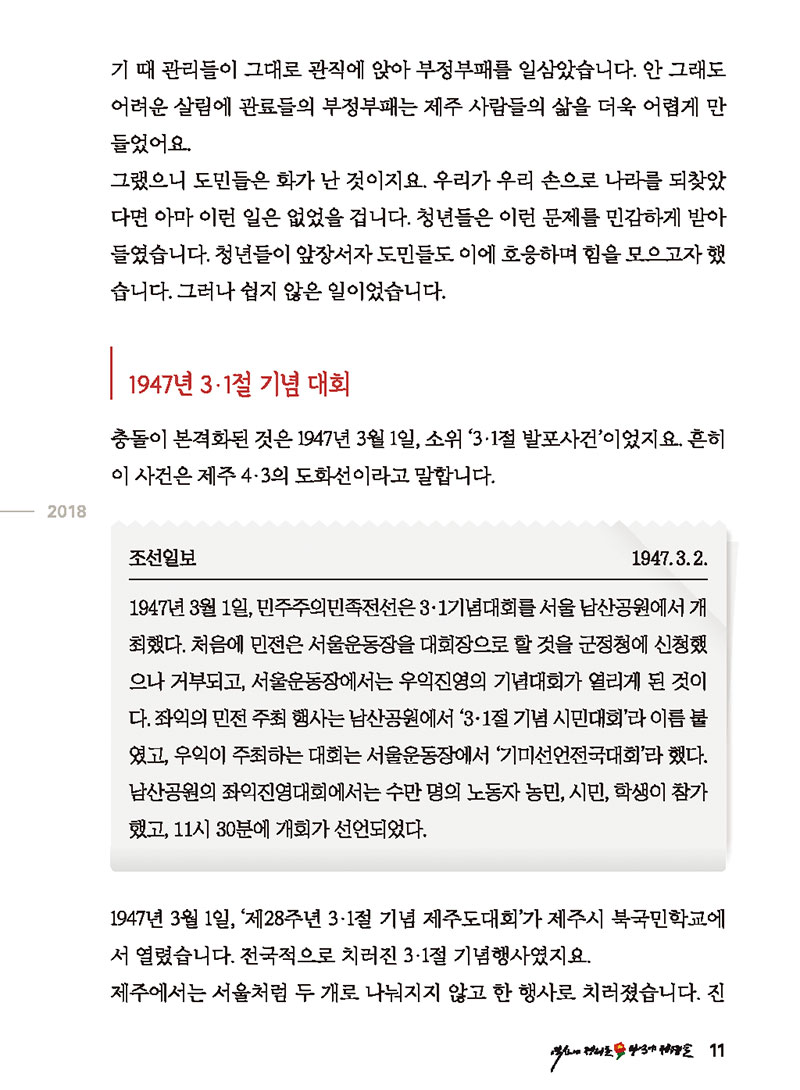 기 때 관리들이 그대로 관직에 앉아 부정부패를 일삼았습니다. 안 그래도
어려운 살림에 관료들의 부정부패는 제주 사람들의 삶을 더욱 어렵게 만
들었어요.
그랬으니 도민들은 화가 난 것이지요. 우리가 우리 손으로 나라를 되찾았
다면 아마 이런 일은 없었을 겁니다. 청년들은 이런 문제를 민감하게 받아
들였습니다. 청년들이 앞장서자 도민들도 이에 호응하며 힘을 모으고자 했
습니다. 그러나 쉽지 않은 일이었습니다.
1947년 3·1절 기념 대회
충돌이 본격화된 것은 1947년 3월 1일, 소위 '3·1절 발포사건'이었지요. 흔히
이 사건은 제주 4·3의 도화선이라고 말합니다.
2018
조선일보 1947. 3. 2.
1947년 3월 1일, 민주주의민족전선은 3·1기념대회를 서울 남산공원에서 개
최했다. 처음에 민전은 서울운동장을 대회장으로 할 것을 군정청에 신청했
으나 거부되고, 서울운동장에서는 우익진영의 기념대회가 열리게 된 것이
다. 좌익의 민전 주최 행사는 남산공원에서 '3·1절 기념 시민대회'라 이름 붙
였고, 우익이 주최하는 대회는 서울운동장에서 '기미선언전국대회'라 했다.
남산공원의 좌익진영대회에서는 수만 명의 노동자 농민, 시민, 학생이 참가
했고, 11시 30분에 개회가 선언되었다.
1947년 3월 1일, '제28주년 3·1절 기념 제주도대회'가 제주시 북국민학교에
서 열렸습니다. 전국적으로 치러진 3·1절 기념행사였지요.
제주에서는 서울처럼 두 개로 나눠지지 않고 한 행사로 치러졌습니다. 진
11